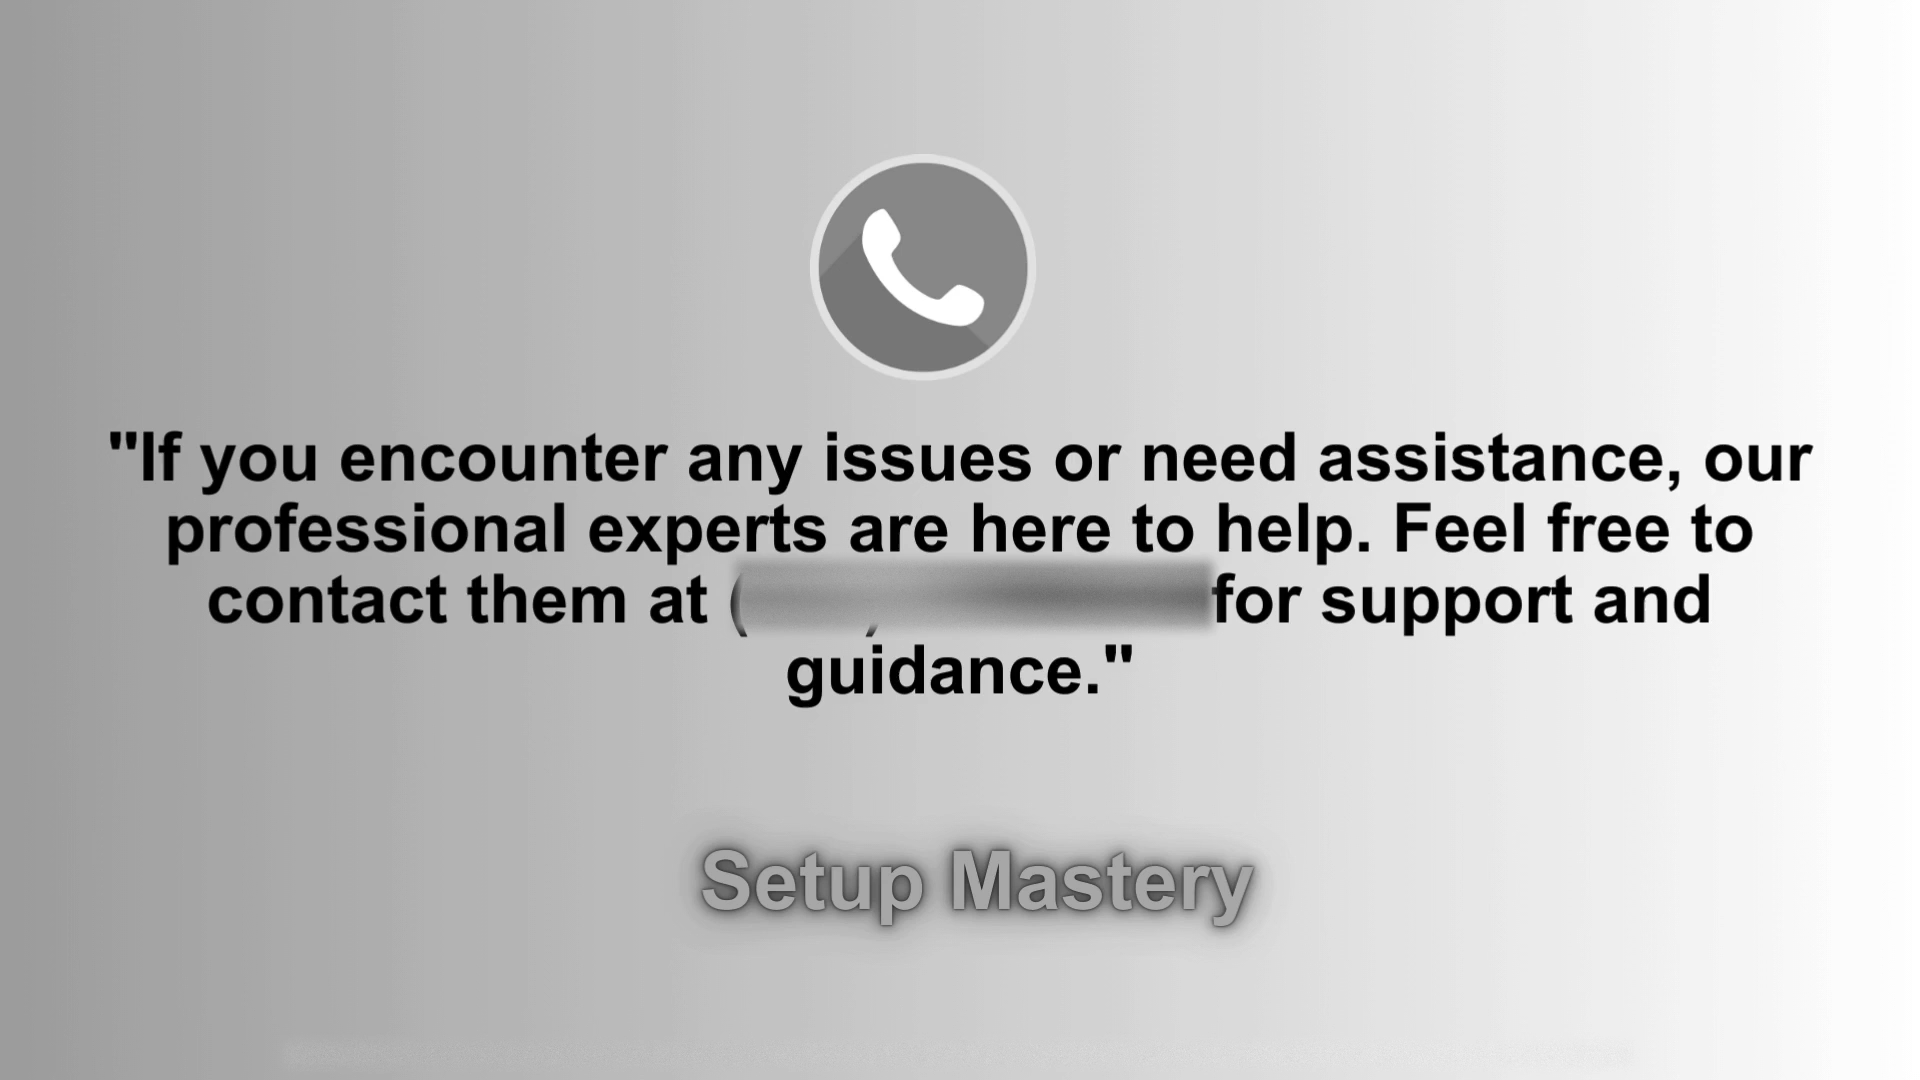 "If you encounter any issues or need assistance, our
professional experts are here to help. Feel free to
contact them at ( for support and
guidance."
Setup Mastery